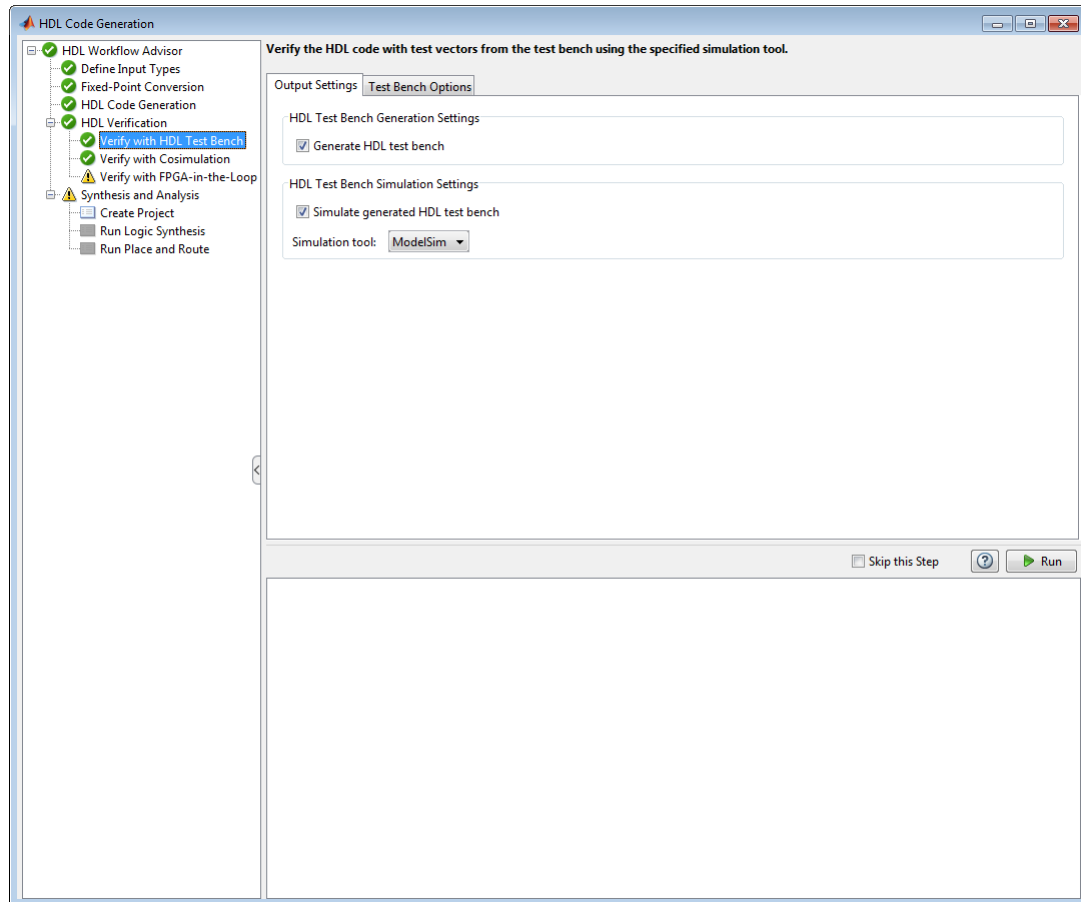 HDL Code Generation
HDL Workflow Advisor
Define Input Types
Fixed-Point Conversion
HDL Code Generation
HDL Verification
Verify with HDL Test Bench
Verify with Cosimulation
Verify with FPGA-in-the-Loop
Synthesis and Analysis
Create Project
Run Logic Synthesis
Run Place and Route
Verify the HDL code with test vectors from the test bench using the specified simulation tool.
Output Settings Test Bench Options
HDL Test Bench Generation Settings
Generate HDL test bench
HDL Test Bench Simulation Settings
Simulate generated HDL test bench
Simulation tool: ModelSim
Skip this Step ? Run